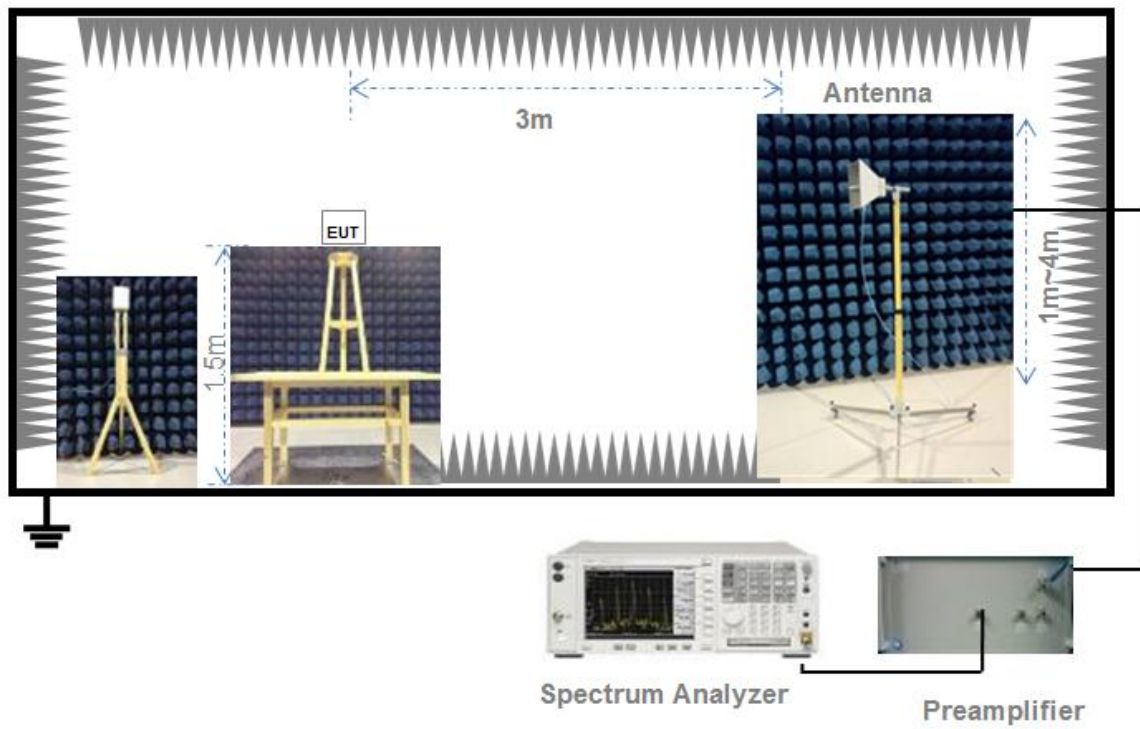 Antenna
3m
EUT
1.5m
1m~4m
Spectrum Analyzer
Preamplifier